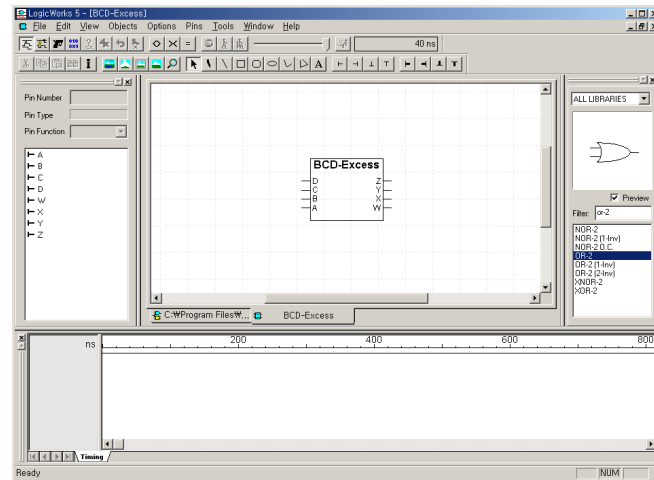 LogicWorks 5 - [BCD-Excess]
File Edit View Objects Options Pins Tools Window Help
40 ns
Pin Number
Pin Type
Pin Function
A
B
C
D
W
X
Y
Z
BCD-Excess
D Z
C Y
B X
A W
C:₩Program Files₩... BCD-Excess
ALL LIBRARIES
Preview
Filter: or-2
NOR-2
NOR-2 (1-Inv)
NOR-2 O.C.
OR-2
OR-2 (1-Inv)
OR-2 (2-Inv)
XNOR-2
XOR-2
ns 200 400 600 800
Timing
Ready NUM